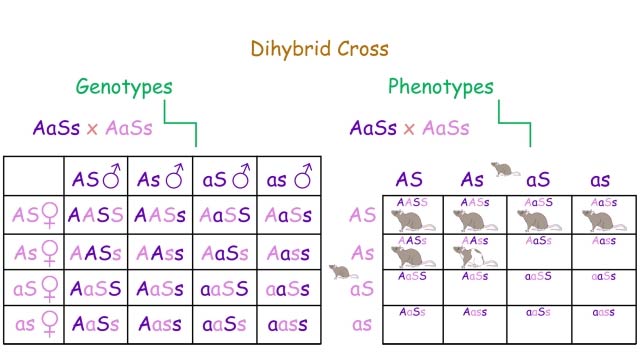 Dihybrid Cross
Genotypes
AaSs x AaSs
AS♂ As♂ aS♂ as♂
AS♀ AASS AASs AaSS AaSs
As♀ AASs AAss AaSs Aass
aS♀ AaSS AaSs aaSS aaSs
as♀ AaSs Aass aaSs aass
Phenotypes
AaSs x AaSs
AS As aS as
AS AASS AASs AaSS AaSs
As AASs AAss AaSs Aass
aS AaSS AaSs aaSS aaSs
as AaSs Aass aaSs aass